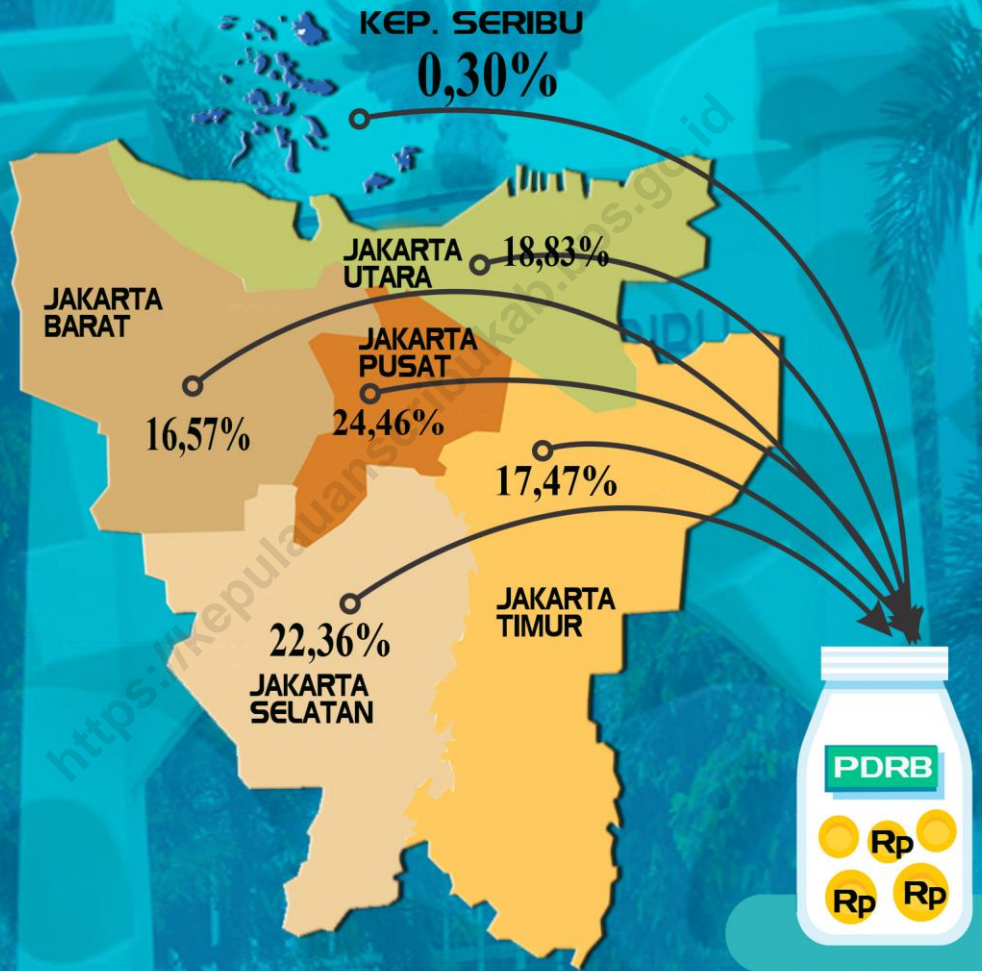 KEP. SERIBU
0,30%
JAKARTA
UTARA
18,83%
JAKARTA
BARAT
16,57%
JAKARTA
PUSAT
24,46%
17,47%
JAKARTA
TIMUR
22,36%
JAKARTA
SELATAN
PDRB
Rp
Rp
Rp
https://kepulauanseribukab.bps.go.id